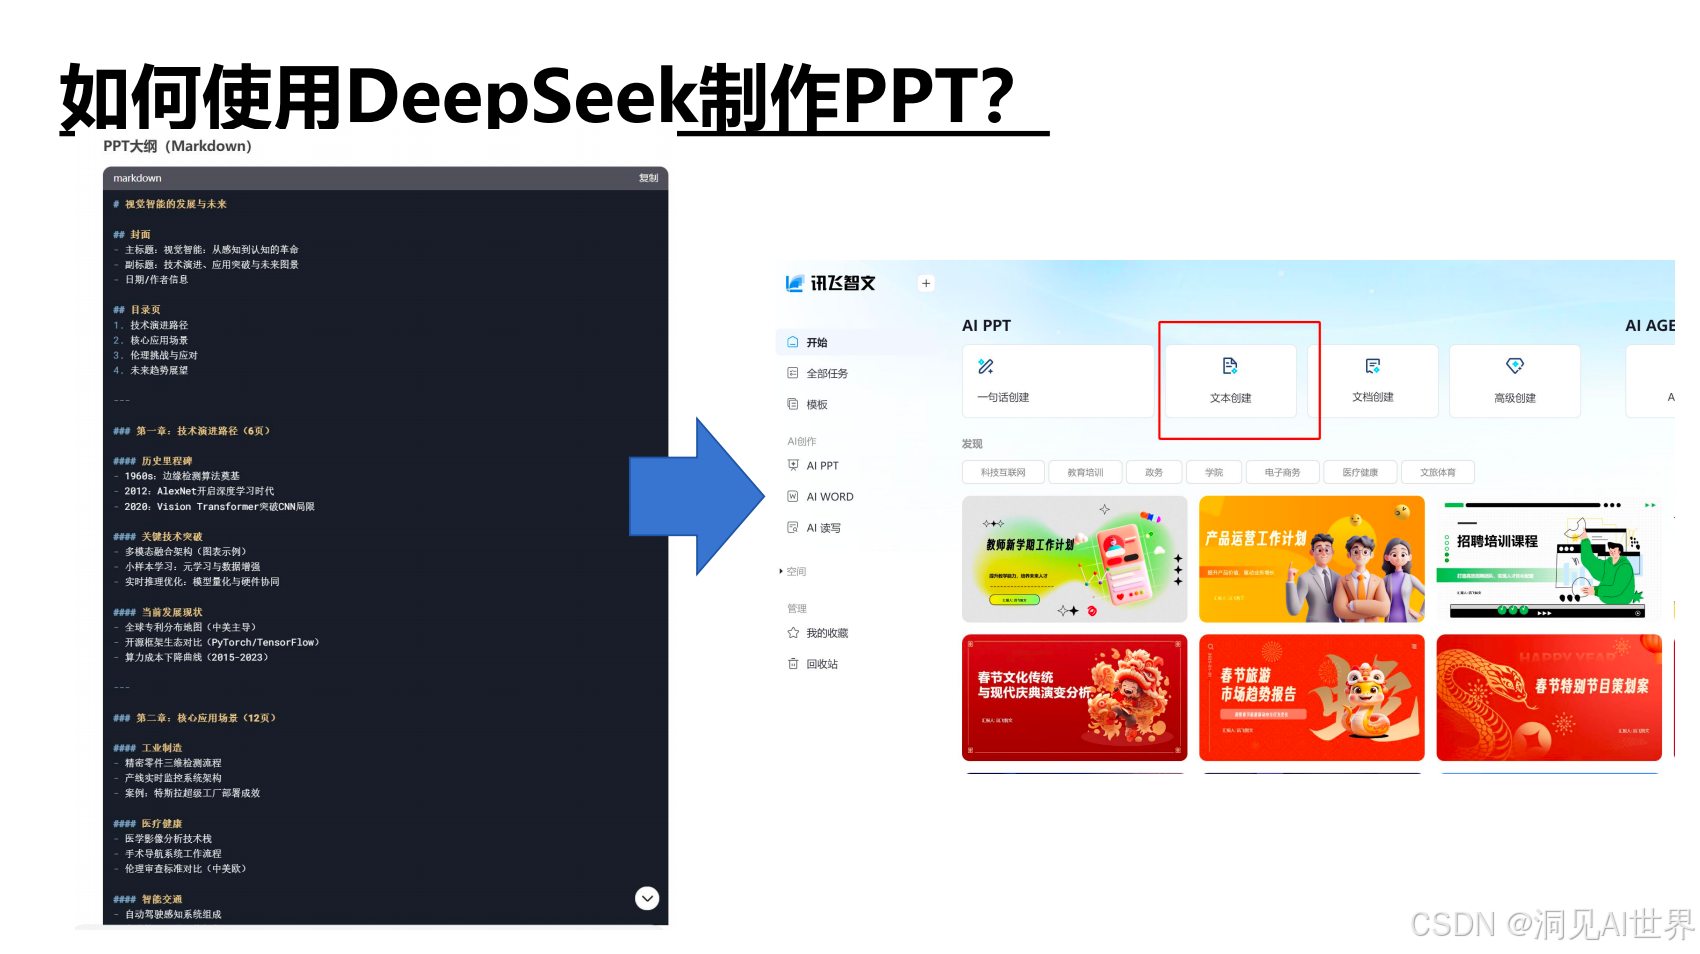 如何使用DeepSeek制作PPT？
PPT大纲（Markdown）
markdown
复制
# 视觉智能的发展与未来
## 封面
- 主标题：视觉智能：从感知到认知的革命
- 副标题：技术演进、应用突破与未来图景
- 日期/作者信息
## 目录页
1. 技术演进路径
2. 核心应用场景
3. 伦理挑战与应对
4. 未来趋势展望
---
### 第一章：技术演进路径（6页）
#### 历史里程碑
- 1960s：边缘检测算法奠基
- 2012：AlexNet开启深度学习时代
- 2020：Vision Transformer突破CNN局限
#### 关键技术突破
- 多模态融合架构（图表示例）
- 小样本学习：元学习与数据增强
- 实时推理优化：模型量化与硬件协同
#### 当前发展现状
- 全球专利分布地图（中美主导）
- 开源框架生态对比（PyTorch/TensorFlow）
- 算力成本下降曲线（2015-2023）
---
### 第二章：核心应用场景（12页）
#### 工业制造
- 精密零件三维检测流程
- 产线实时监控系统架构
- 案例：特斯拉超级工厂部署成效
#### 医疗健康
- 医学影像分析技术栈
- 手术导航系统工作流程
- 伦理审查标准对比（中美欧）
#### 智能交通
- 自动驾驶感知系统组成
讯飞智文
+
开始
全部任务
模板
AI创作
AI PPT
AI WORD
AI 读写
空间
管理
我的收藏
回收站
AI PPT
AI AGE
一句话创建
文本创建
文档创建
高级创建
A
发现
科技互联网
教育培训
政务
学院
电子商务
医疗健康
文旅体育
教师新学期工作计划
产品运营工作计划
招聘培训课程
春节文化传统
与现代庆典演变分析
春节旅游
市场趋势报告
HAPPY YEAR
春节特别节目策划案
CSDN @洞见AI世界